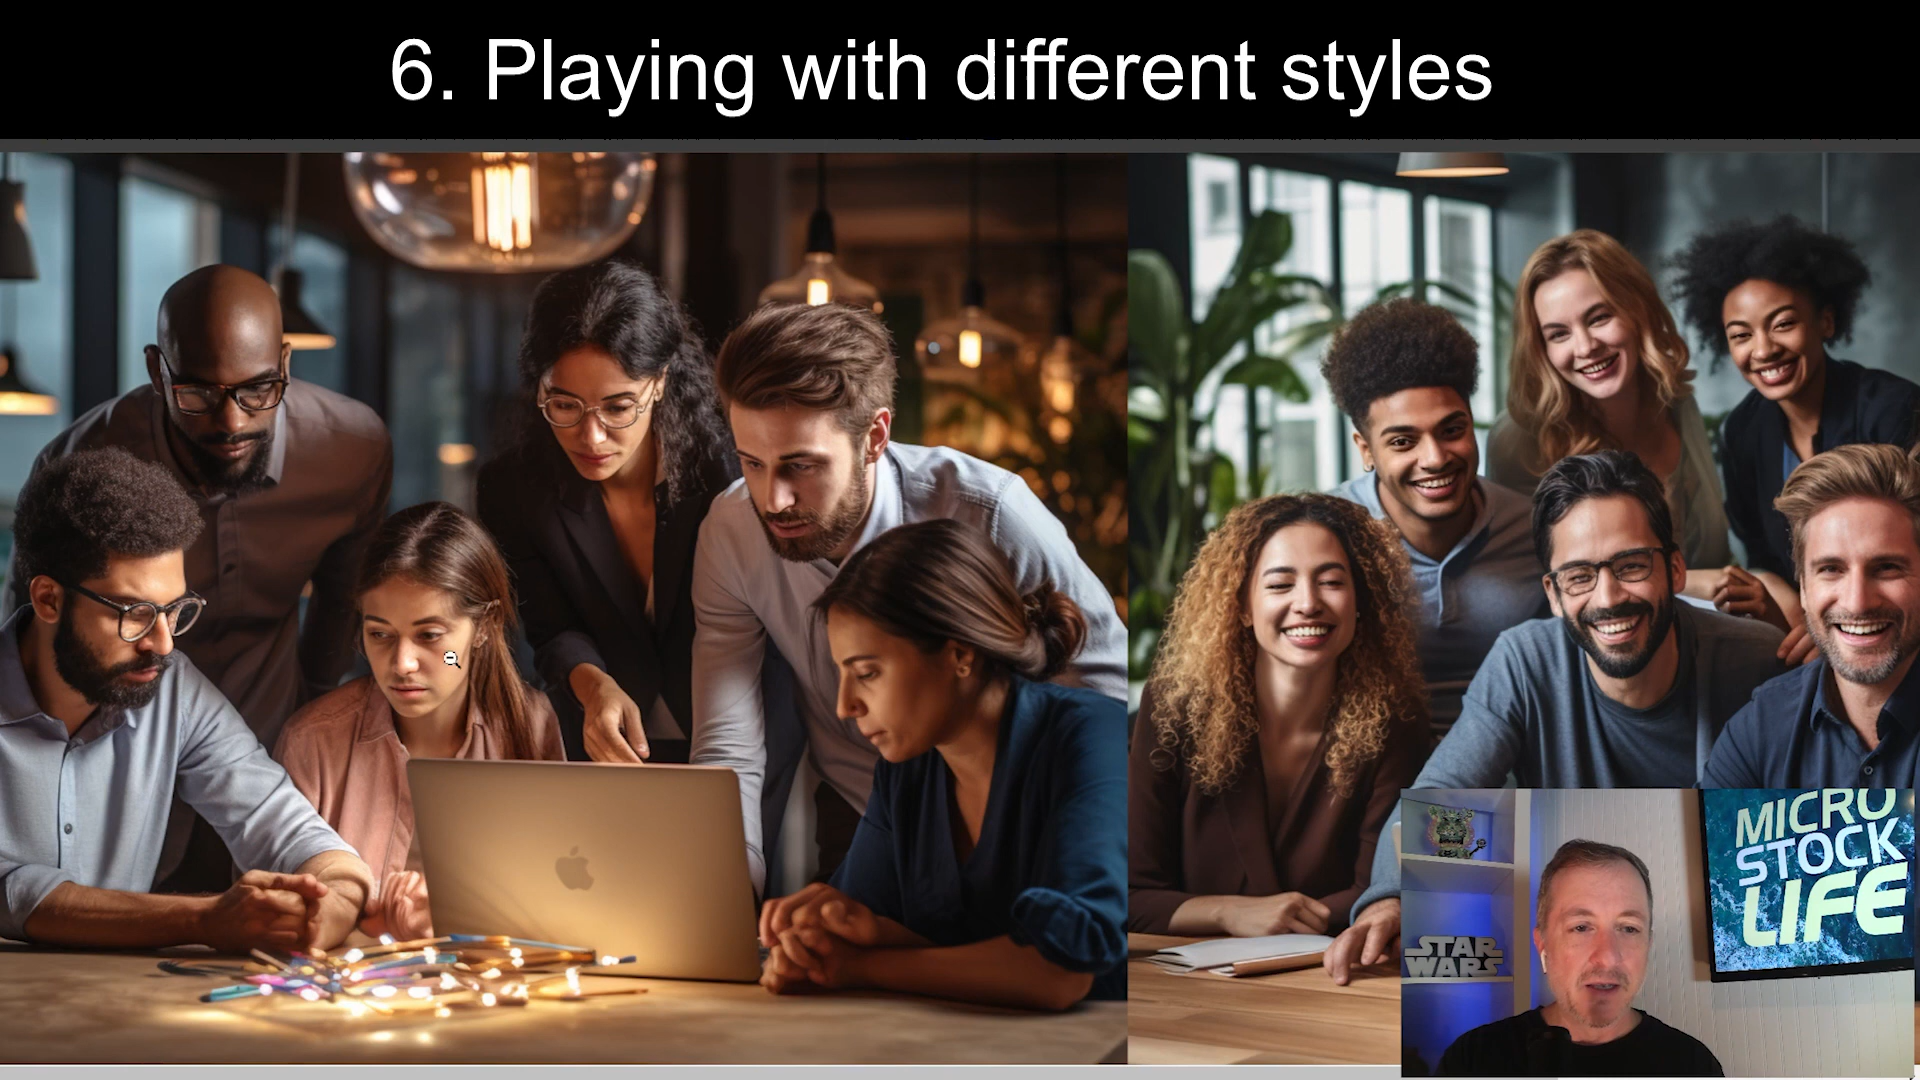 6. Playing with different styles
MICRO
STOCK
LIFE
STAR
WARS